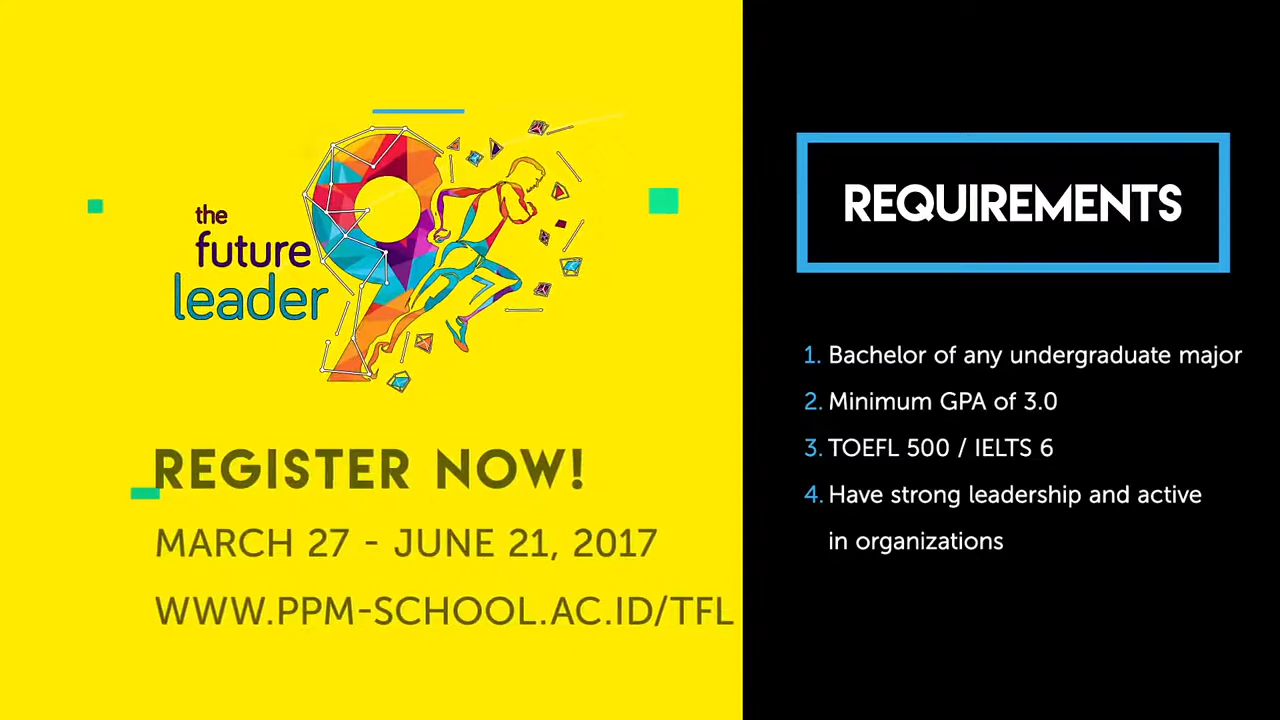 the
future
leader
9
REGISTER NOW!
MARCH 27 - JUNE 21, 2017
WWW.PPM-SCHOOL.AC.ID/TFL
REQUIREMENTS
1. Bachelor of any undergraduate major
2. Minimum GPA of 3.0
3. TOEFL 500 / IELTS 6
4. Have strong leadership and active
in organizations